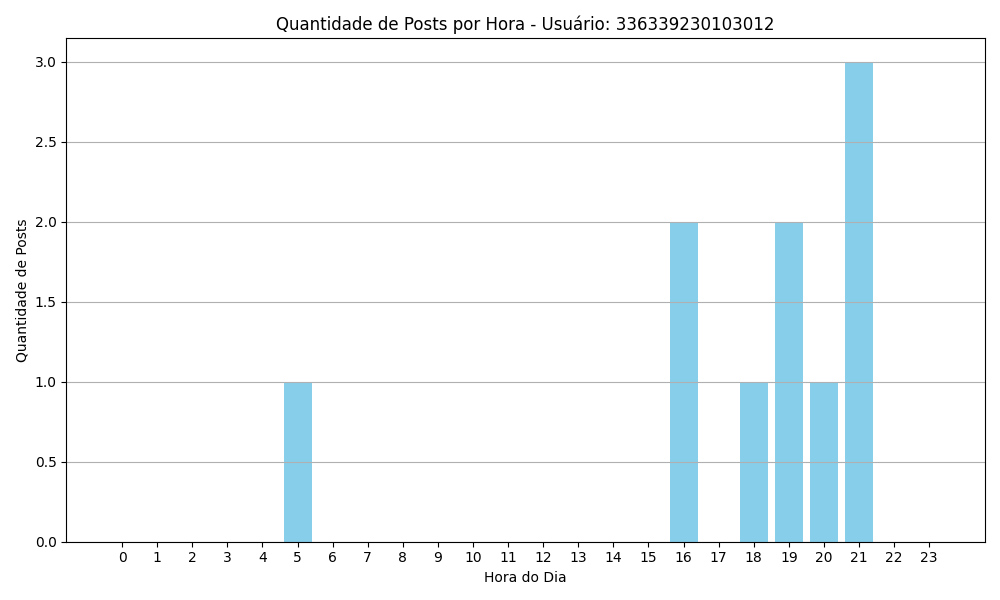 Quantidade de Posts por Hora - Usuário: 336339230103012
3.0
2.5
2.0
1.5
1.0
0.5
0.0
Quantidade de Posts
0 1 2 3 4 5 6 7 8 9 10 11 12 13 14 15 16 17 18 19 20 21 22 23
Hora do Dia